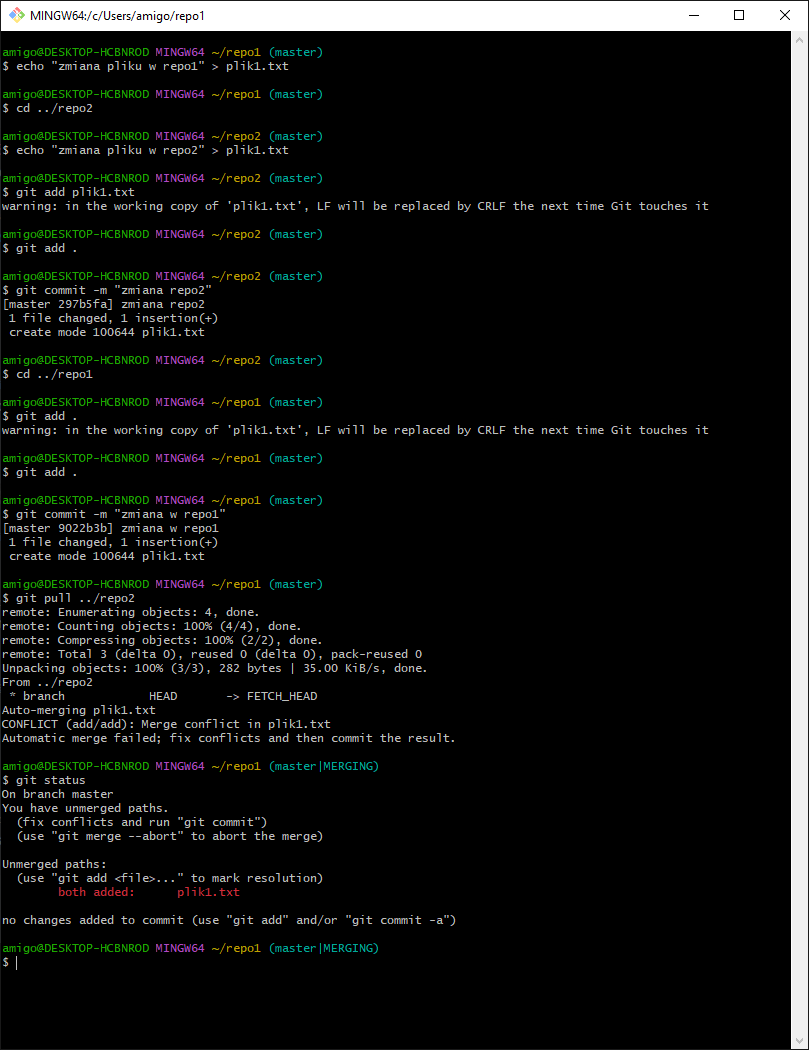 MINGW64:/c/Users/amigo/repo1
amigo@DESKTOP-HCBNROD MINGW64 ~/repo1 (master)
$ echo "zmiana pliku w repo1" > plik1.txt
amigo@DESKTOP-HCBNROD MINGW64 ~/repo1 (master)
$ cd ../repo2
amigo@DESKTOP-HCBNROD MINGW64 ~/repo2 (master)
$ echo "zmiana pliku w repo2" > plik1.txt
amigo@DESKTOP-HCBNROD MINGW64 ~/repo2 (master)
$ git add plik1.txt
warning: in the working copy of 'plik1.txt', LF will be replaced by CRLF the next time Git touches it
amigo@DESKTOP-HCBNROD MINGW64 ~/repo2 (master)
$ git add .
amigo@DESKTOP-HCBNROD MINGW64 ~/repo2 (master)
$ git commit -m "zmiana repo2"
[master 297b5fa] zmiana repo2
 1 file changed, 1 insertion(+)
 create mode 100644 plik1.txt
amigo@DESKTOP-HCBNROD MINGW64 ~/repo2 (master)
$ cd ../repo1
amigo@DESKTOP-HCBNROD MINGW64 ~/repo1 (master)
$ git add .
warning: in the working copy of 'plik1.txt', LF will be replaced by CRLF the next time Git touches it
amigo@DESKTOP-HCBNROD MINGW64 ~/repo1 (master)
$ git add .
amigo@DESKTOP-HCBNROD MINGW64 ~/repo1 (master)
$ git commit -m "zmiana w repo1"
[master 9022b3b] zmiana w repo1
 1 file changed, 1 insertion(+)
 create mode 100644 plik1.txt
amigo@DESKTOP-HCBNROD MINGW64 ~/repo1 (master)
$ git pull ../repo2
remote: Enumerating objects: 4, done.
remote: Counting objects: 100% (4/4), done.
remote: Compressing objects: 100% (2/2), done.
remote: Total 3 (delta 0), reused 0 (delta 0), pack-reused 0
Unpacking objects: 100% (3/3), 282 bytes | 35.00 KiB/s, done.
From ../repo2
 * branch            HEAD       -> FETCH_HEAD
Auto-merging plik1.txt
CONFLICT (add/add): Merge conflict in plik1.txt
Automatic merge failed; fix conflicts and then commit the result.
amigo@DESKTOP-HCBNROD MINGW64 ~/repo1 (master|MERGING)
$ git status
On branch master
You have unmerged paths.
  (fix conflicts and run "git commit")
  (use "git merge --abort" to abort the merge)
Unmerged paths:
  (use "git add <file>..." to mark resolution)
        both added:      plik1.txt
no changes added to commit (use "git add" and/or "git commit -a")
amigo@DESKTOP-HCBNROD MINGW64 ~/repo1 (master|MERGING)
$